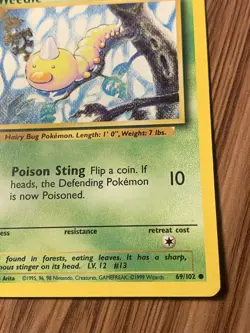 Weedle
Hairy Bug Pokémon. Length: 1' 0", Weight: 7 lbs.
Poison Sting Flip a coin. If
heads, the Defending Pokémon
is now Poisoned.
10
resistance
retreat cost
found in forests, eating leaves. It has a sharp
stinger on its head. LV. 12 #13
Arita ©1995, 96, 98 Nintendo, Creatures, GAMEFREAK. ©1999 Wizards. 69/102